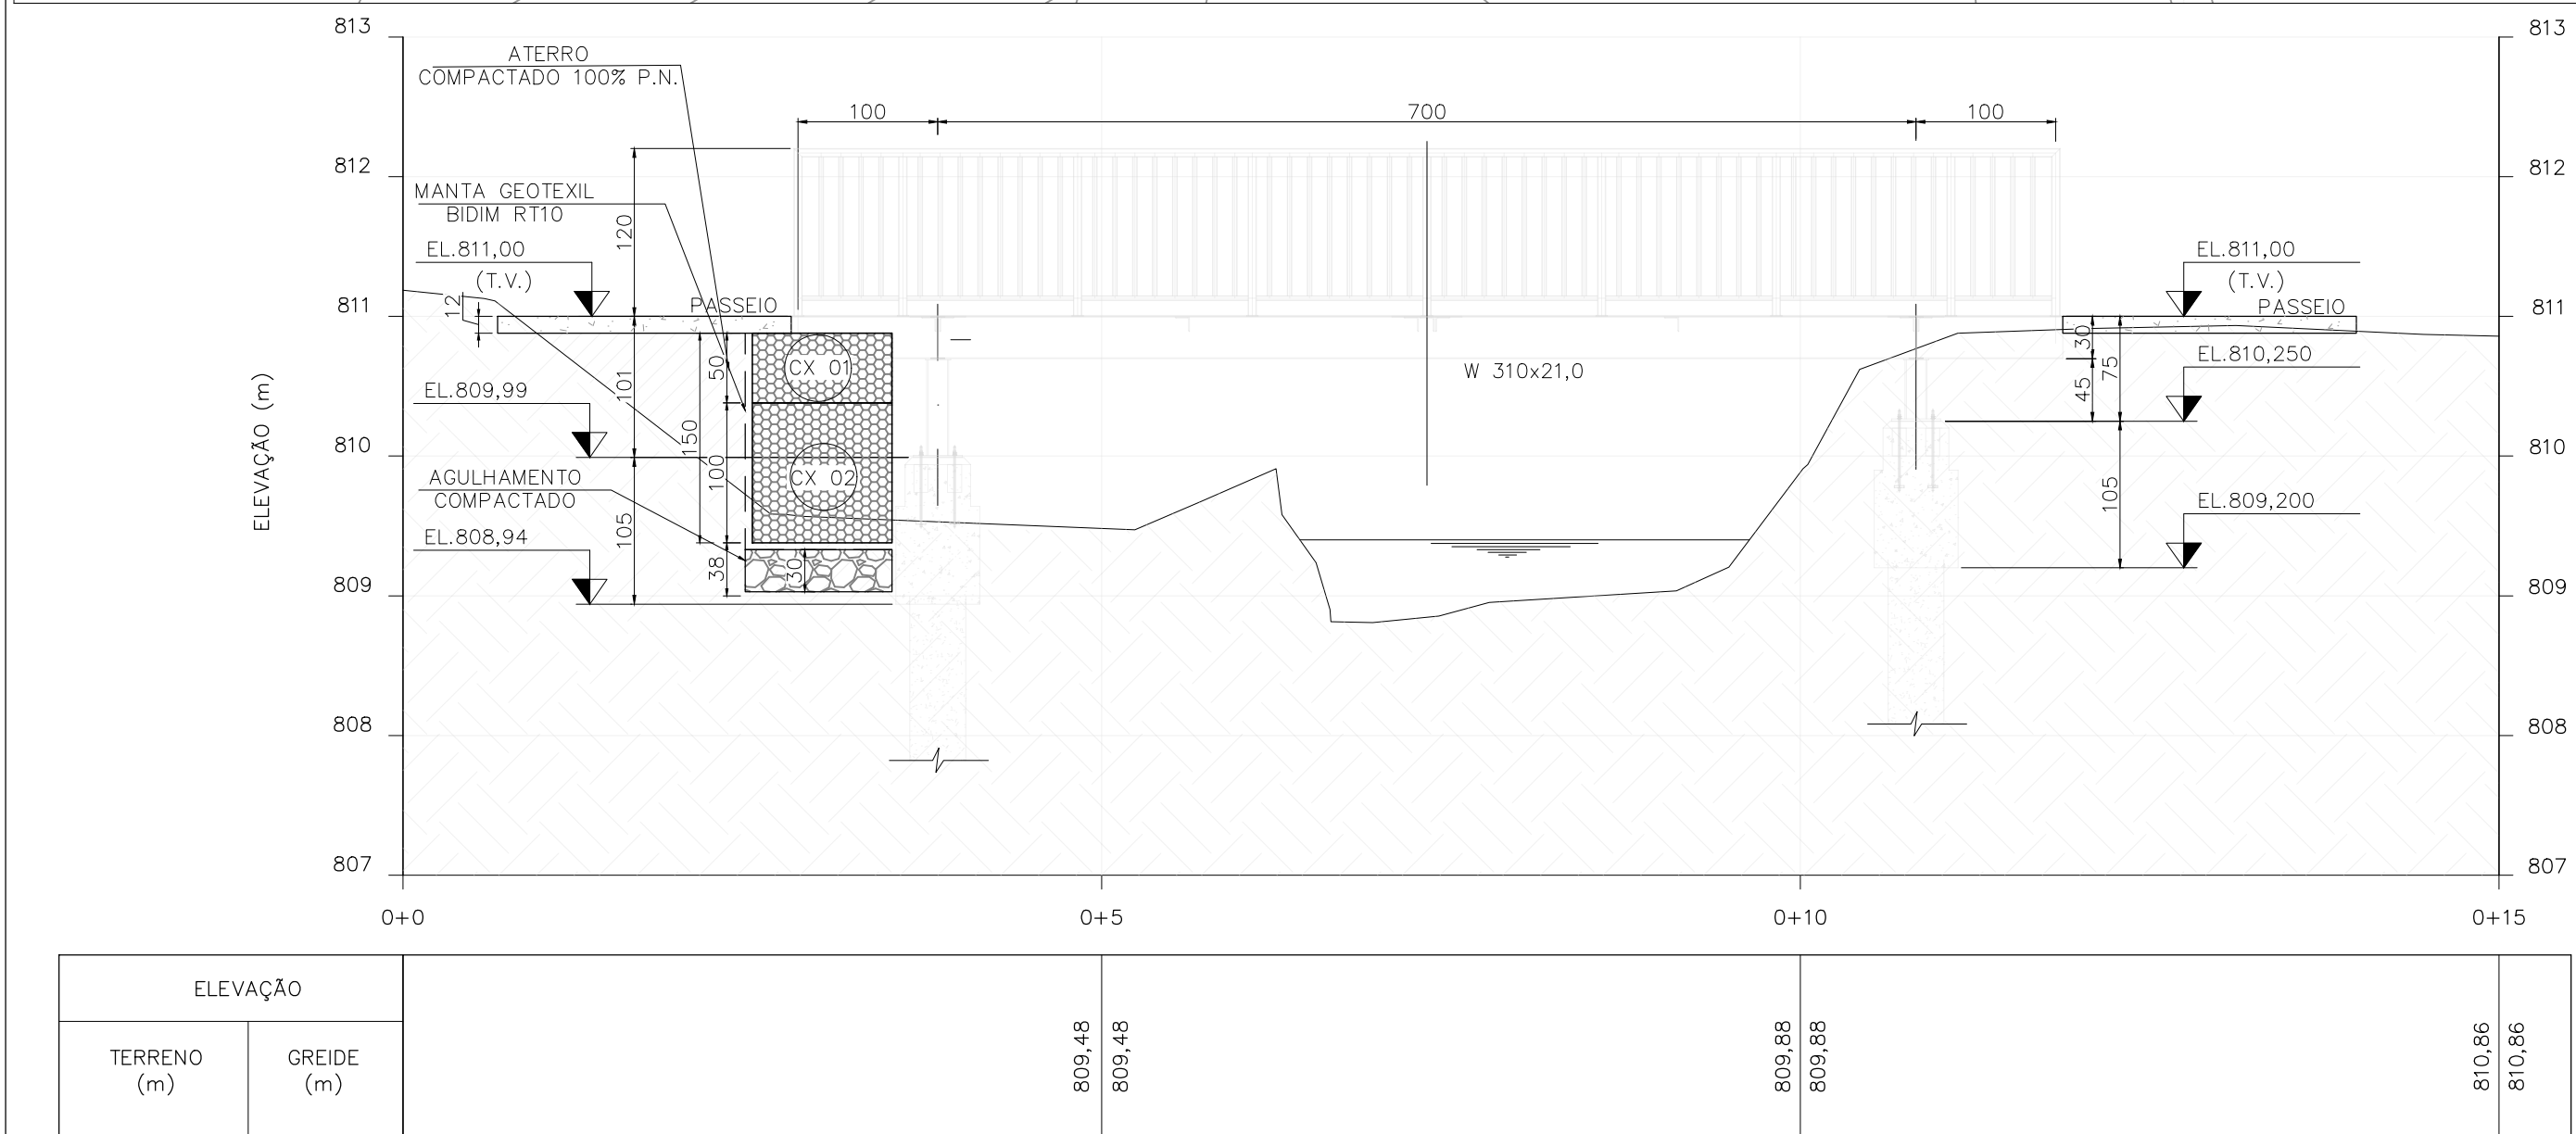 813
813
ATERRO
COMPACTADO 100% P.N.
100
700
100
812
812
MANTA GEOTEXIL
BIDIM RT10
120
EL.811,00
(T.V.)
EL.811,00
(T.V.)
12
PASSEIO
PASSEIO
811
811
30
CX 01
50
101
W 310x21,0
EL.810,250
75
45
EL.809,99
150
810
810
100
CX 02
AGULHAMENTO
COMPACTADO
105
105
EL.809,200
EL.808,94
38
30
809
809
ELEVAÇÃO (m)
808
808
807
807
0+0
0+5
0+10
0+15
ELEVAÇÃO
TERRENO
(m)
GREIDE
(m)
809,48
809,48
809,88
809,88
810,86
810,86